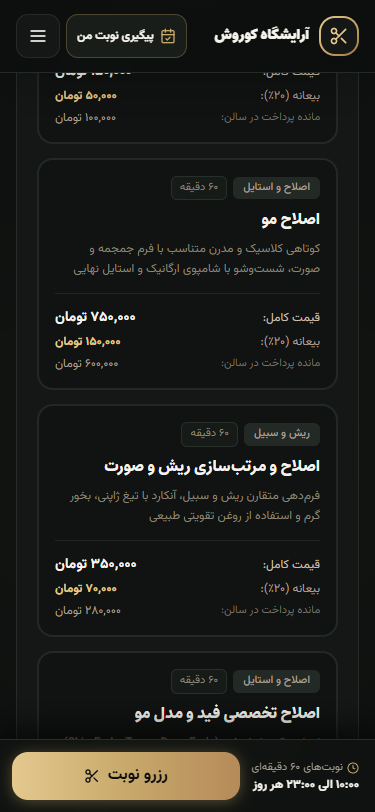 آرایشگاه کوروش
پیگیری نوبت من
بیعانه (۲۰٪): ۵۰,۰۰۰ تومان
مانده پرداخت در سالن: ۱۰۰,۰۰۰ تومان
اصلاح و استایل ۶۰ دقیقه
اصلاح مو
کوتاهی کلاسیک و مدرن متناسب با فرم جمجمه و
صورت، شست‌وشو با شامپوی ارگانیک و استایل نهایی
قیمت کامل: ۷۵۰,۰۰۰ تومان
بیعانه (۲۰٪): ۱۵۰,۰۰۰ تومان
مانده پرداخت در سالن: ۶۰۰,۰۰۰ تومان
ریش و سبیل ۶۰ دقیقه
اصلاح و مرتب‌سازی ریش و صورت
فرم‌دهی متقارن ریش و سبیل، آنکارد با تیغ ژاپنی، بخور
گرم و استفاده از روغن تقویتی طبیعی
قیمت کامل: ۳۵۰,۰۰۰ تومان
بیعانه (۲۰٪): ۷۰,۰۰۰ تومان
مانده پرداخت در سالن: ۲۸۰,۰۰۰ تومان
اصلاح و استایل ۶۰ دقیقه
اصلاح تخصصی فید و مدل مو
نوبت‌های ۶۰ دقیقه‌ای
۱۰:۰۰ الی ۲۳:۰۰ هر روز
رزرو نوبت